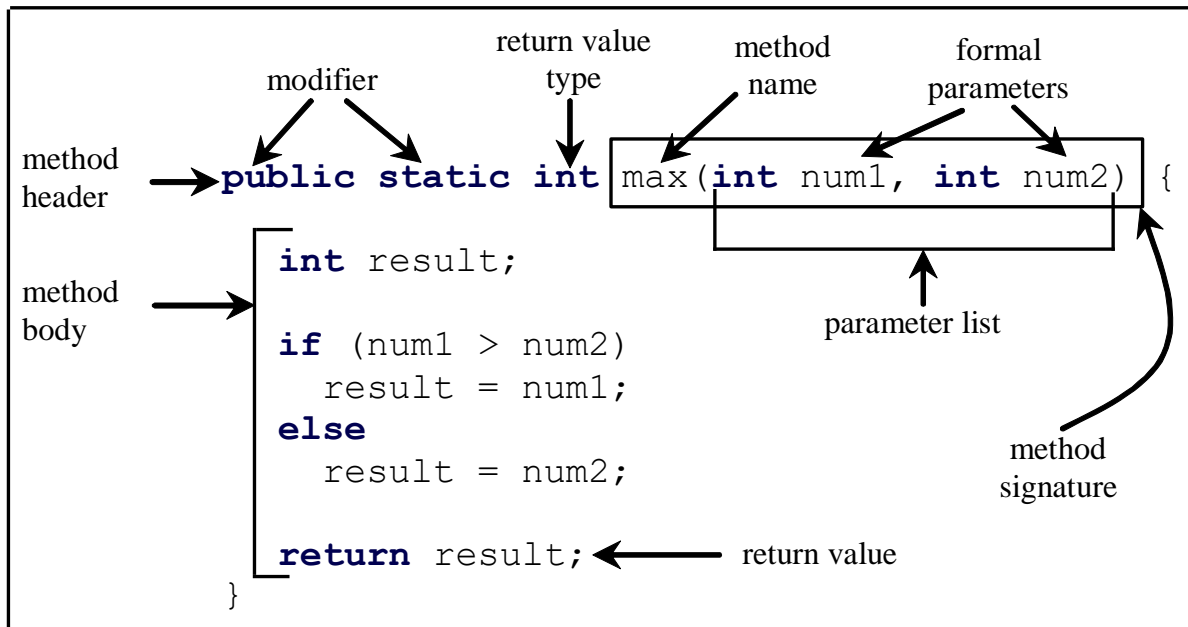 return value
type
method
name
formal
parameters
modifier
method
header
public static int max(int num1, int num2) {
method
body
int result;
parameter list
if (num1 > num2)
result = num1;
else
result = num2;
method
signature
return result;
return value
}